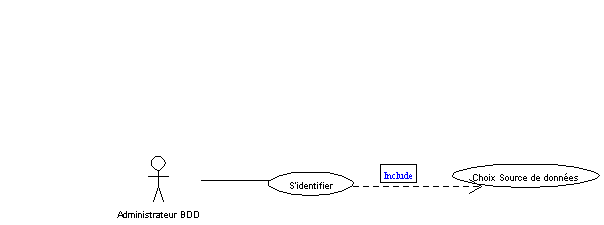 Include
Choix Source de données
S'identifier
Administrateur BDD